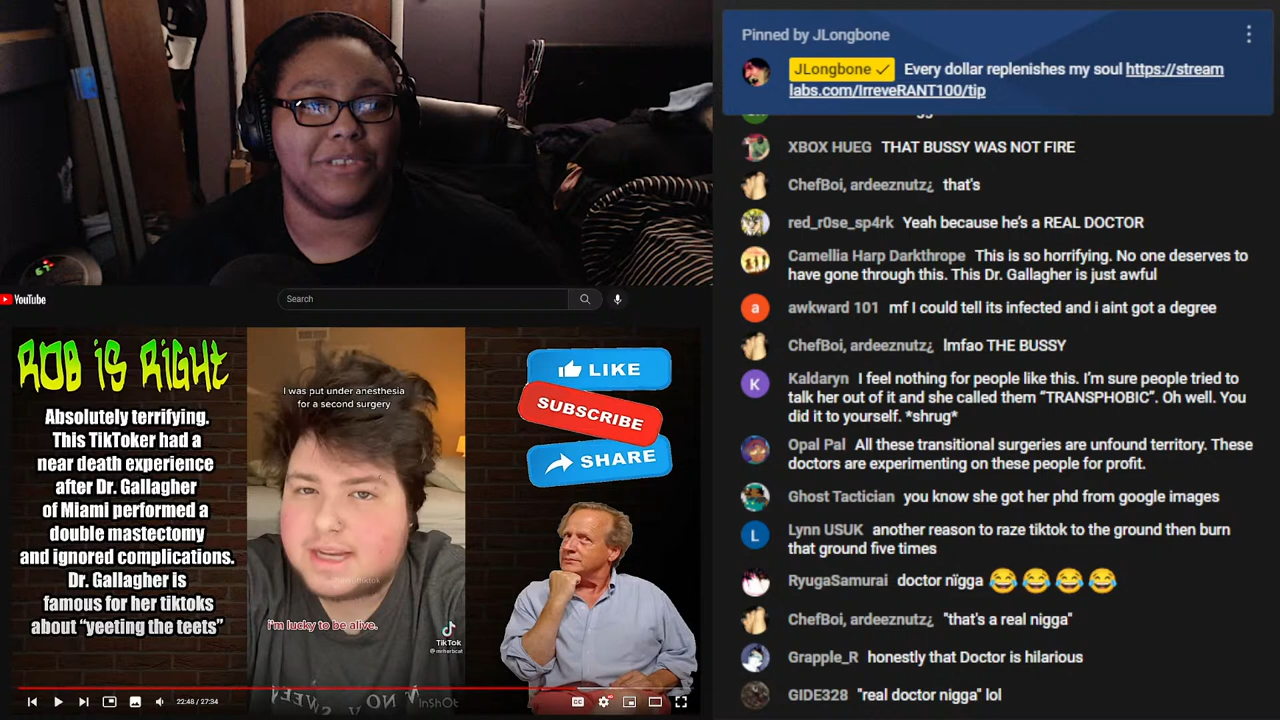 Pinned by JLongbone
JLongbone ✓ Every dollar replenishes my soul https://stream
labs.com/IrreveRANT100/tip
XBOX HUEG THAT BUSSY WAS NOT FIRE
ChefBoi, ardeeznutz¿ that's
red_r0se_sp4rk Yeah because he's a REAL DOCTOR
Camellia Harp Darkthrope This is so horrifying. No one deserves to
have gone through this. This Dr. Gallagher is just awful
awkward 101 mf I could tell its infected and i aint got a degree
ChefBoi, ardeeznutz¿ lmfao THE BUSSY
Kaldaryn I feel nothing for people like this. I'm sure people tried to
talk her out of it and she called them “TRANSPHOBIC”. Oh well. You
did it to yourself. *shrug*
Opal Pal All these transitional surgeries are unfound territory. These
doctors are experimenting on these people for profit.
Ghost Tactician you know she got her phd from google images
Lynn USUK another reason to raze tiktok to the ground then burn
that ground five times
RyugaSamurai doctor nïgga 😂😂😂😂
ChefBoi, ardeeznutz¿ "that's a real nigga"
Grapple_R honestly that Doctor is hilarious
GIDE328 "real doctor nigga" lol
YouTube
Search
ROB iS RiGHT
Absolutely terrifying.
This TikToker had a
near death experience
after Dr. Gallagher
of Miami performed a
double mastectomy
and ignored complications.
Dr. Gallagher is
famous for her tiktoks
about “yeeting the teets”
I was put under anesthesia
for a second surgery
i'm lucky to be alive.
TikTok
InShOt
LIKE
SUBSCRIBE
SHARE
22:48 / 27:34